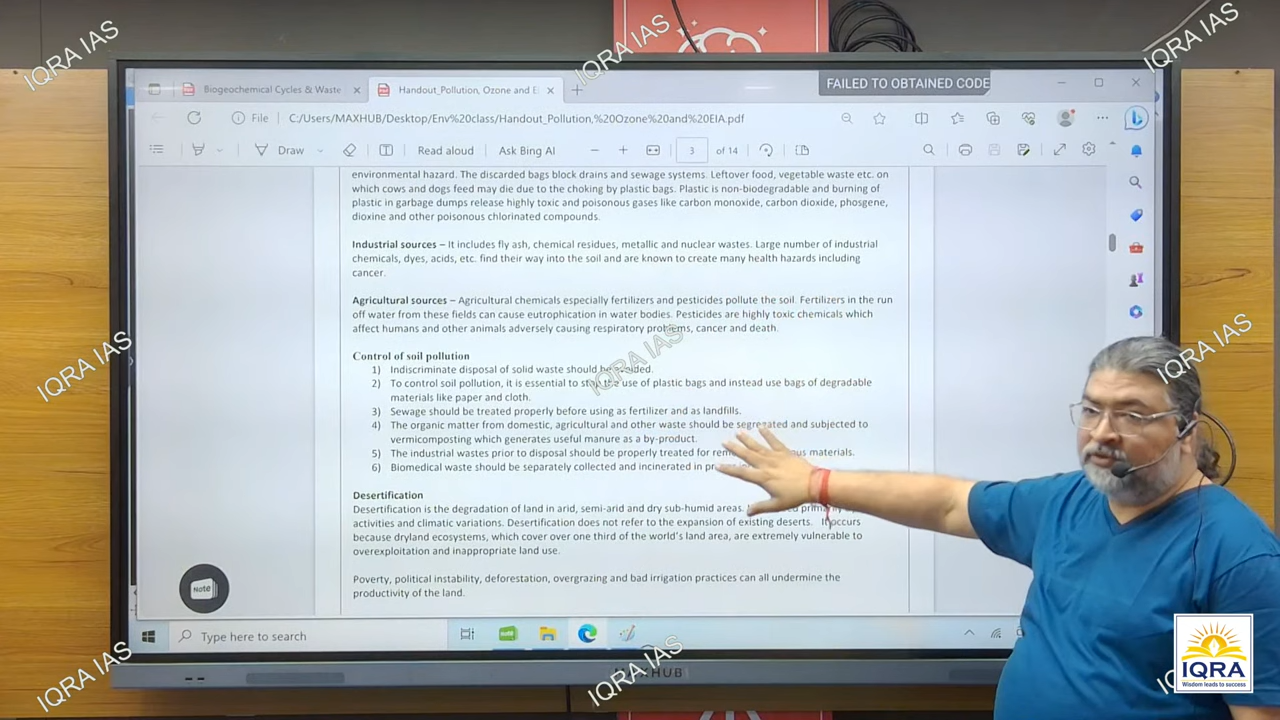 IQRA IAS
IQRA IAS
IQRA IAS
Biogeochemical Cycles & Waste
Handout_Pollution, Ozone and E
FAILED TO OBTAINED CODE
File
C:/Users/MAXHUB/Desktop/Env%20class/Handout_Pollution,%20Ozone%20and%20EIA.pdf
Draw
Read aloud
Ask Bing AI
3
of 14
environmental hazard. The discarded bags block drains and sewage systems. Leftover food, vegetable waste etc. on
which cows and dogs feed may die due to the choking by plastic bags. Plastic is non-biodegradable and burning of
plastic in garbage dumps release highly toxic and poisonous gases like carbon monoxide, carbon dioxide, phosgene,
dioxine and other poisonous chlorinated compounds.
Industrial sources – It includes fly ash, chemical residues, metallic and nuclear wastes. Large number of industrial
chemicals, dyes, acids, etc. find their way into the soil and are known to create many health hazards including
cancer.
Agricultural sources – Agricultural chemicals especially fertilizers and pesticides pollute the soil. Fertilizers in the run
off water from these fields can cause eutrophication in water bodies. Pesticides are highly toxic chemicals which
affect humans and other animals adversely causing respiratory problems, cancer and death.
IQRA IAS
IQRA IAS
IQRA IAS
Control of soil pollution
1) Indiscriminate disposal of solid waste should be
2) To control soil pollution, it is essential to stop the use of plastic bags and instead use bags of degradable
materials like paper and cloth.
3) Sewage should be treated properly before using as fertilizer and as landfills.
4) The organic matter from domestic, agricultural and other waste should be segregated and subjected to
vermicomposting which generates useful manure as a by-product.
5) The industrial wastes prior to disposal should be properly treated for materials.
6) Biomedical waste should be separately collected and incinerated in
Desertification
Desertification is the degradation of land in arid, semi-arid and dry sub-humid areas.
activities and climatic variations. Desertification does not refer to the expansion of existing deserts. It occurs
because dryland ecosystems, which cover over one third of the world's land area, are extremely vulnerable to
overexploitation and inappropriate land use.
Poverty, political instability, deforestation, overgrazing and bad irrigation practices can all undermine the
productivity of the land.
Note
Type here to search
MAXHUB
IQRA IAS
IQRA IAS
IQRA
Wisdom leads to success